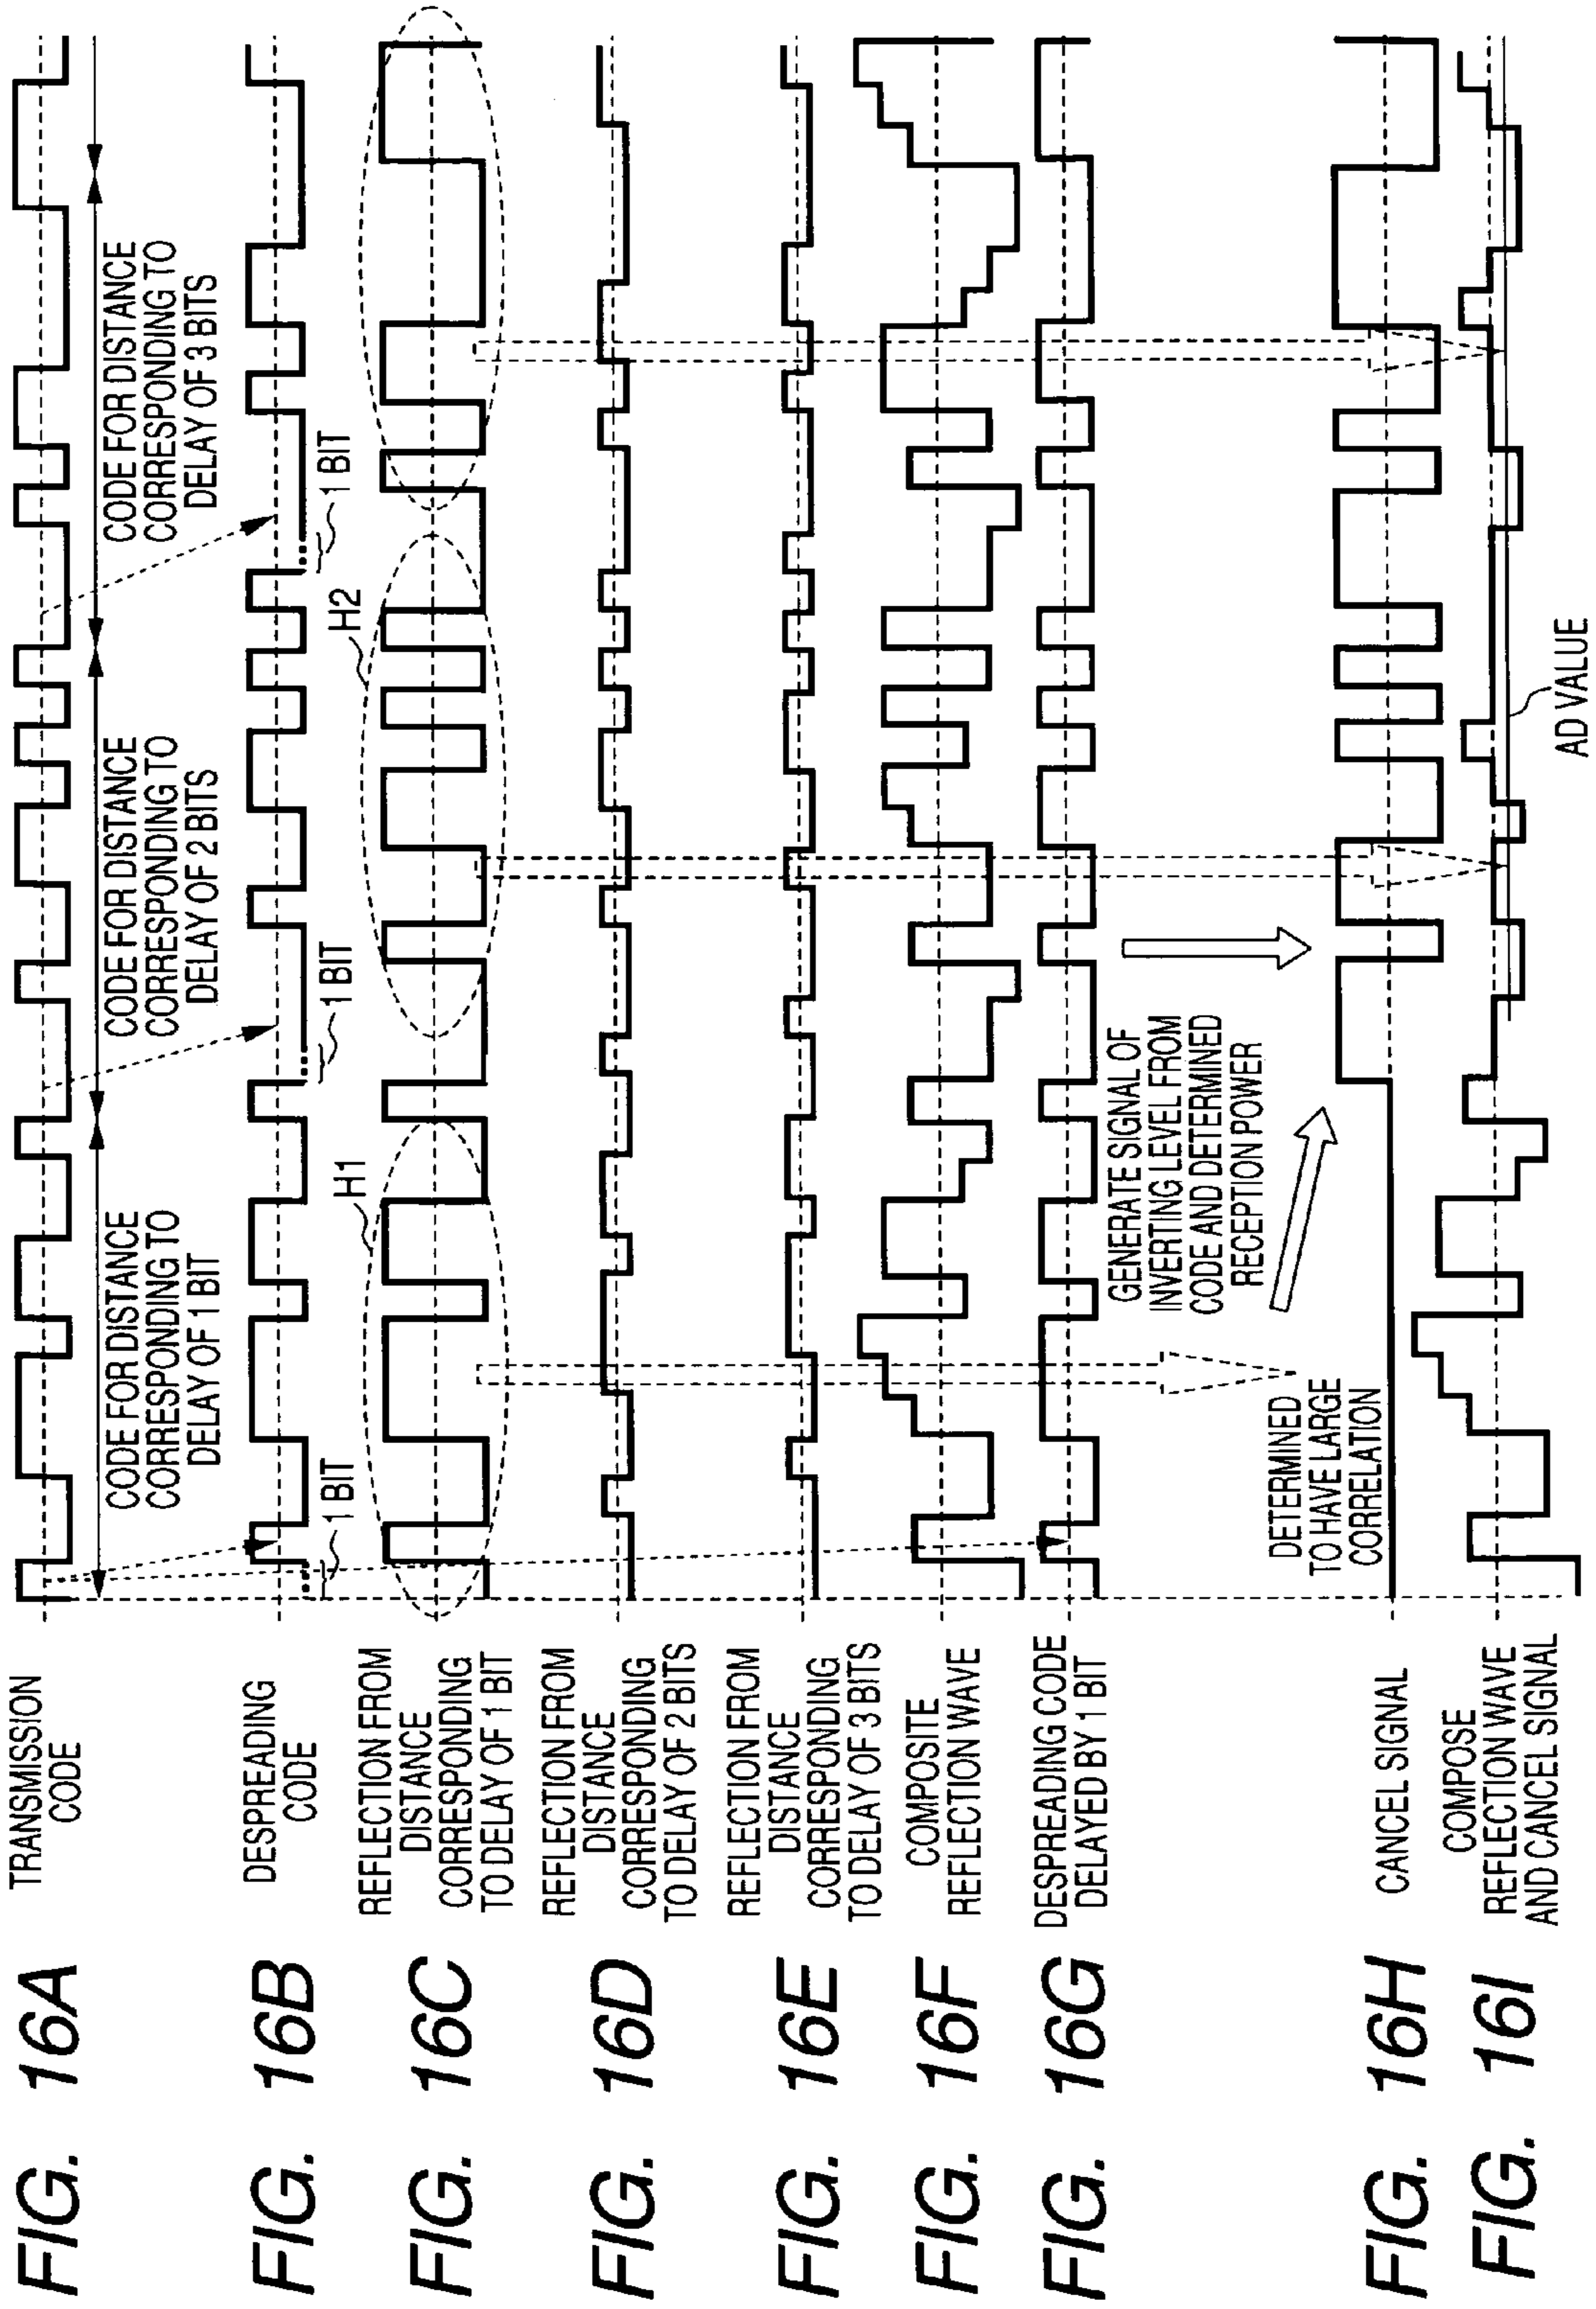 FIG. 16A
TRANSMISSION
CODE
CODE FOR DISTANCE
CORRESPONDING TO
DELAY OF 1 BIT
CODE FOR DISTANCE
CORRESPONDING TO
DELAY OF 2 BITS
CODE FOR DISTANCE
CORRESPONDING TO
DELAY OF 3 BITS
FIG. 16B
DESPREADING
CODE
1 BIT
1 BIT
1 BIT
FIG. 16C
REFLECTION FROM
DISTANCE
CORRESPONDING
TO DELAY OF 1 BIT
H1
H2
FIG. 16D
REFLECTION FROM
DISTANCE
CORRESPONDING
TO DELAY OF 2 BITS
FIG. 16E
REFLECTION FROM
DISTANCE
CORRESPONDING
TO DELAY OF 3 BITS
FIG. 16F
COMPOSITE
REFLECTION WAVE
FIG. 16G
DESPREADING CODE
DELAYED BY 1 BIT
GENERATE SIGNAL OF
INVERTING LEVEL FROM
CODE AND DETERMINED
RECEPTION POWER
DETERMINED
TO HAVE LARGE
CORRELATION
FIG. 16H
CANCEL SIGNAL
FIG. 16I
COMPOSE
REFLECTION WAVE
AND CANCEL SIGNAL
AD VALUE